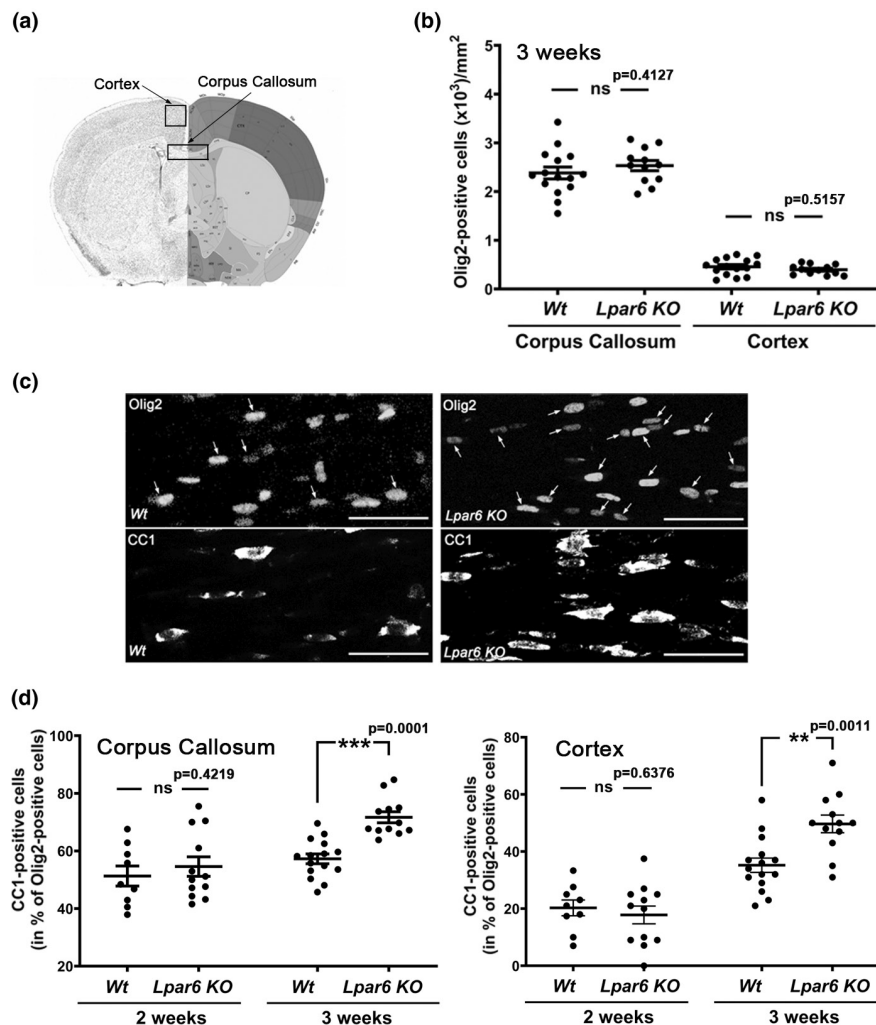 (a)
Cortex
Corpus Callosum
(b)
3 weeks
Olig2-positive cells (x10³)/mm²
5
4
3
2
1
0
ns
p=0.4127
ns
p=0.5157
Wt
Lpar6 KO
Wt
Lpar6 KO
Corpus Callosum
Cortex
(c)
Olig2
Wt
Olig2
Lpar6 KO
CC1
Wt
CC1
Lpar6 KO
(d)
Corpus Callosum
CC1-positive cells
(in % of Olig2-positive cells)
100
80
60
40
20
ns
p=0.4219
***
p=0.0001
Wt
Lpar6 KO
Wt
Lpar6 KO
2 weeks
3 weeks
Cortex
CC1-positive cells
(in % of Olig2-positive cells)
80
60
40
20
0
ns
p=0.6376
**
p=0.0011
Wt
Lpar6 KO
Wt
Lpar6 KO
2 weeks
3 weeks